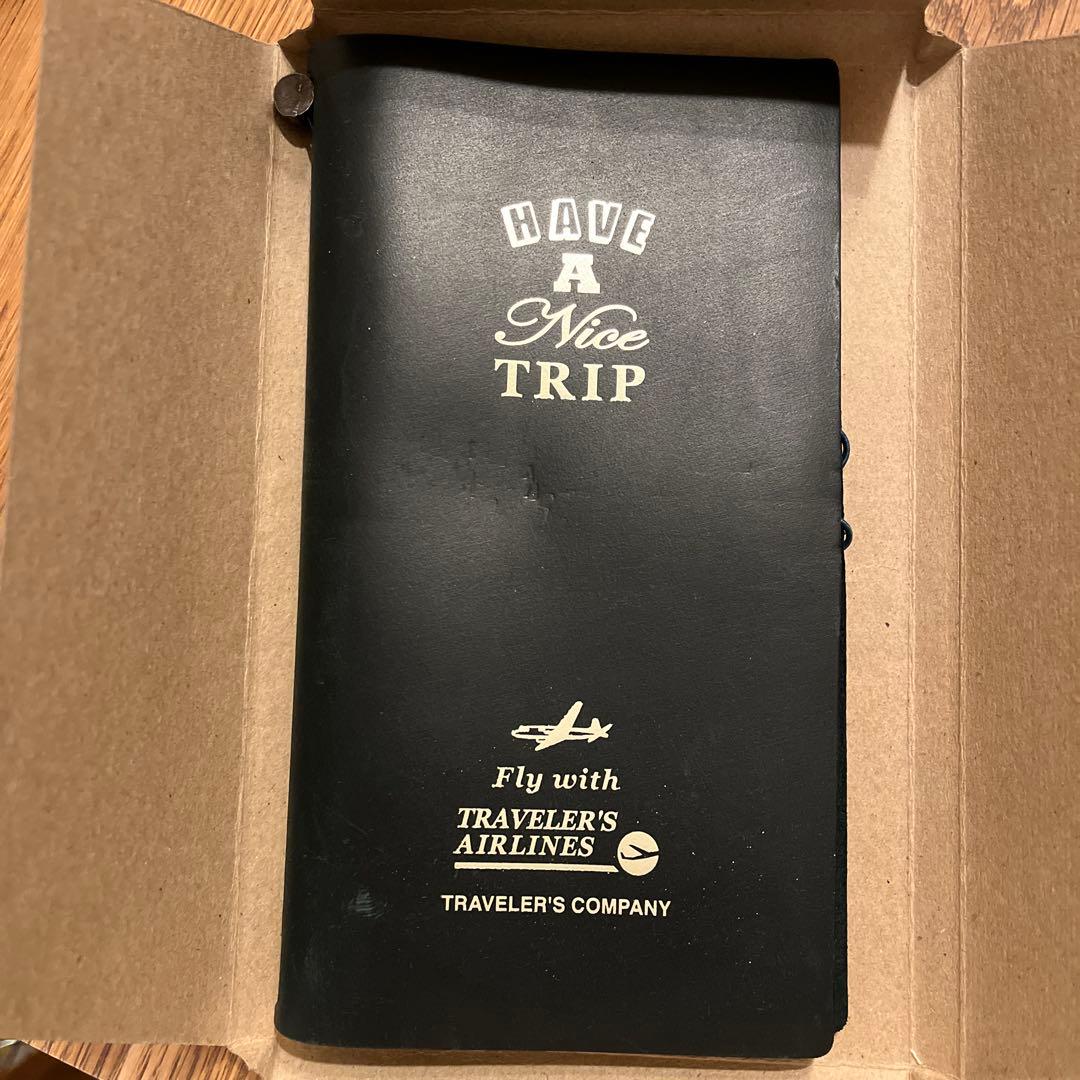 HAVE
A
Nice
TRIP
Fly with
TRAVELER'S
AIRLINES
TRAVELER'S COMPANY